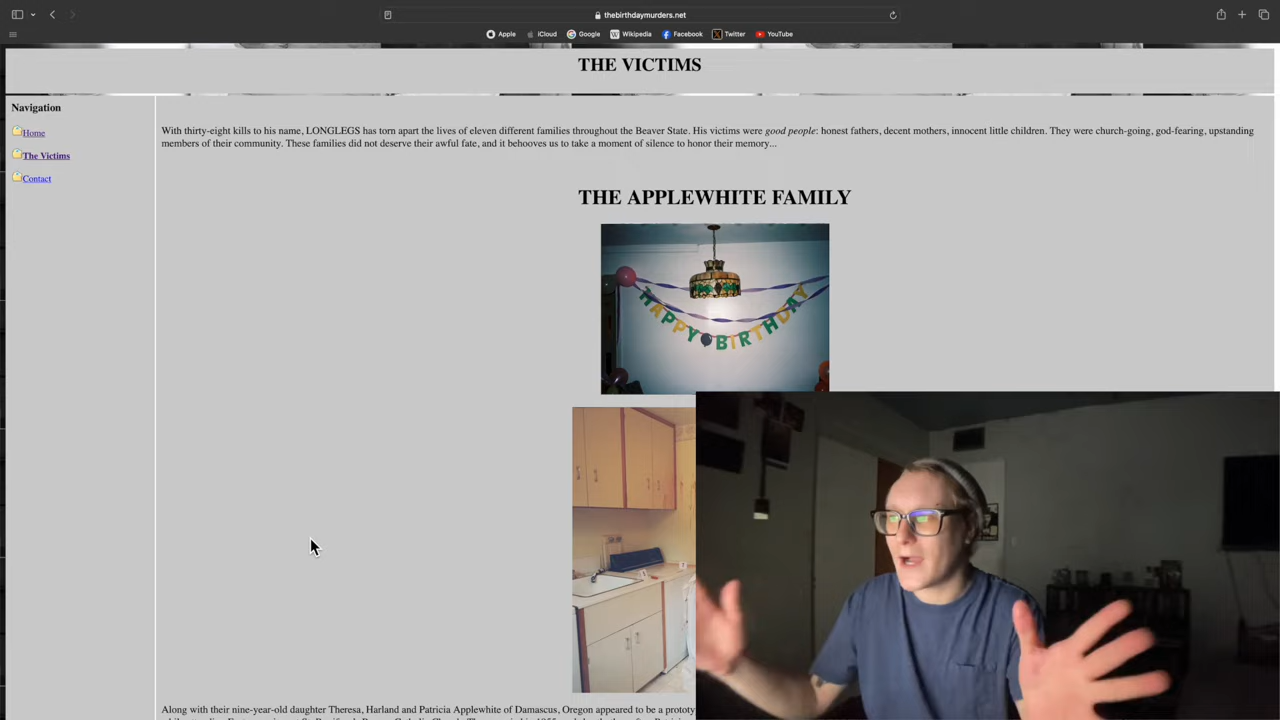 thebirthdaymurders.net
Apple iCloud Google Wikipedia Facebook Twitter YouTube
THE VICTIMS
Navigation
Home
The Victims
Contact
With thirty-eight kills to his name, LONGLEGS has torn apart the lives of eleven different families throughout the Beaver State. His victims were good people: honest fathers, decent mothers, innocent little children. They were church-going, god-fearing, upstanding
members of their community. These families did not deserve their awful fate, and it behooves us to take a moment of silence to honor their memory...
THE APPLEWHITE FAMILY
HAPPY BIRTHDAY
Along with their nine-year-old daughter Theresa, Harland and Patricia Applewhite of Damascus, Oregon appeared to be a prototy